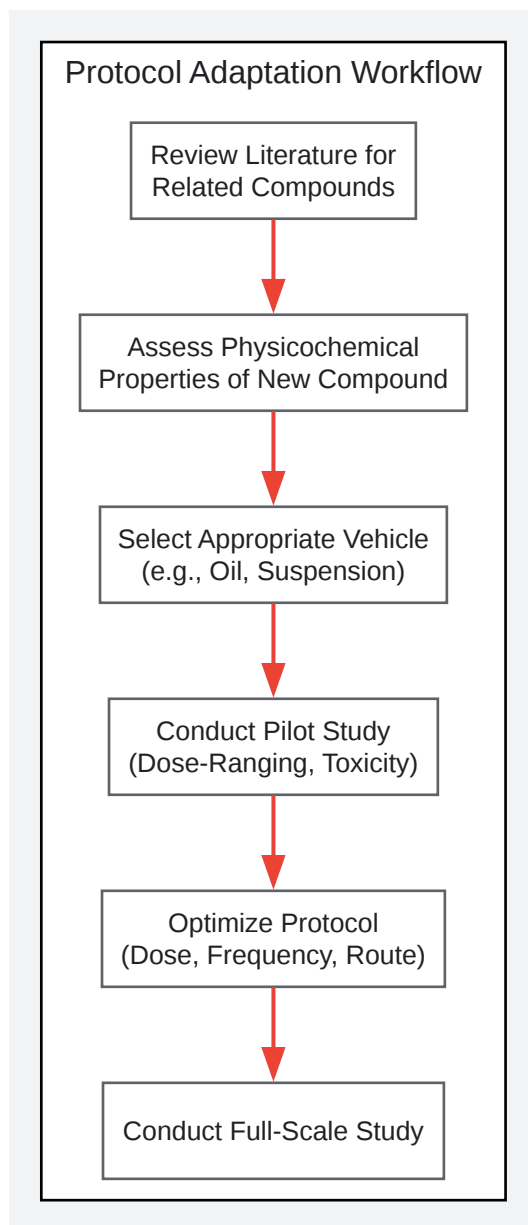 Protocol Adaptation Workflow
Review Literature for
Related Compounds
Assess Physicochemical
Properties of New Compound
Select Appropriate Vehicle
(e.g., Oil, Suspension)
Conduct Pilot Study
(Dose-Ranging, Toxicity)
Optimize Protocol
(Dose, Frequency, Route)
Conduct Full-Scale Study